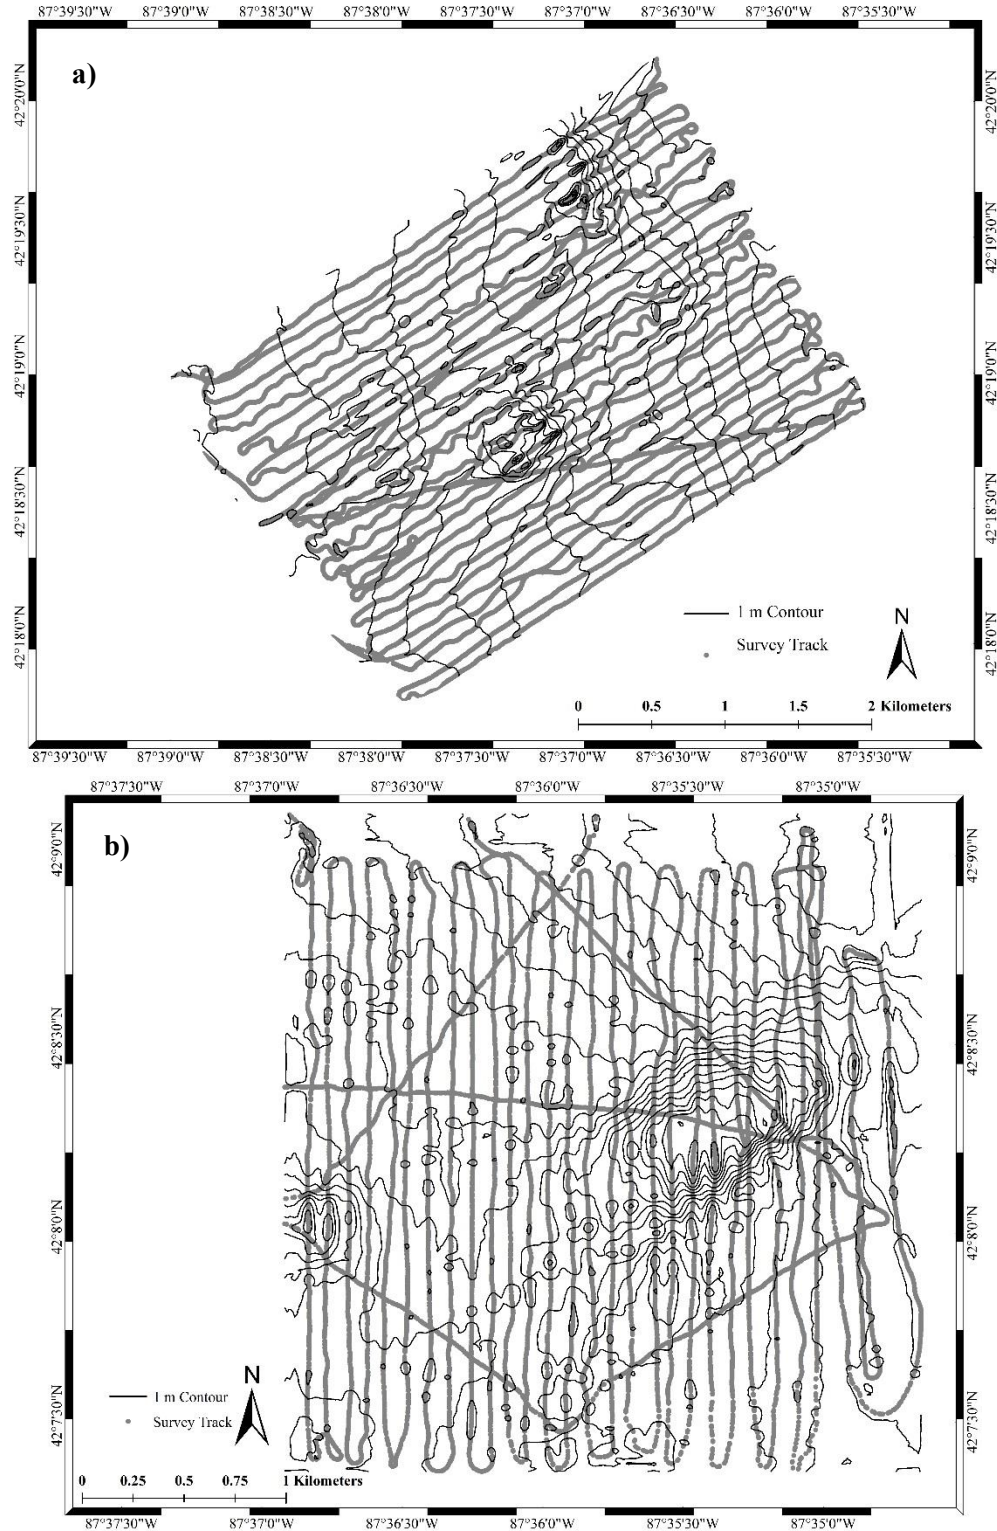 87°39'30"W 87°39'0"W 87°38'30"W 87°38'0"W 87°37'30"W 87°37'0"W 87°36'30"W 87°36'0"W 87°35'30"W
a)
42°20'0"N 42°20'0"N
42°19'30"N 42°19'30"N
42°19'0"N 42°19'0"N
42°18'30"N 42°18'30"N
42°18'0"N 42°18'0"N
1 m Contour
Survey Track
N
0 0.5 1 1.5 2 Kilometers
87°39'30"W 87°39'0"W 87°38'30"W 87°38'0"W 87°37'30"W 87°37'0"W 87°36'30"W 87°36'0"W 87°35'30"W
87°37'30"W 87°37'0"W 87°36'30"W 87°36'0"W 87°35'30"W 87°35'0"W
b)
42°9'0"N 42°9'0"N
42°8'30"N 42°8'30"N
42°8'0"N 42°8'0"N
42°7'30"N 42°7'30"N
1 m Contour
Survey Track
N
0 0.25 0.5 0.75 1 Kilometers
87°37'30"W 87°37'0"W 87°36'30"W 87°36'0"W 87°35'30"W 87°35'0"W